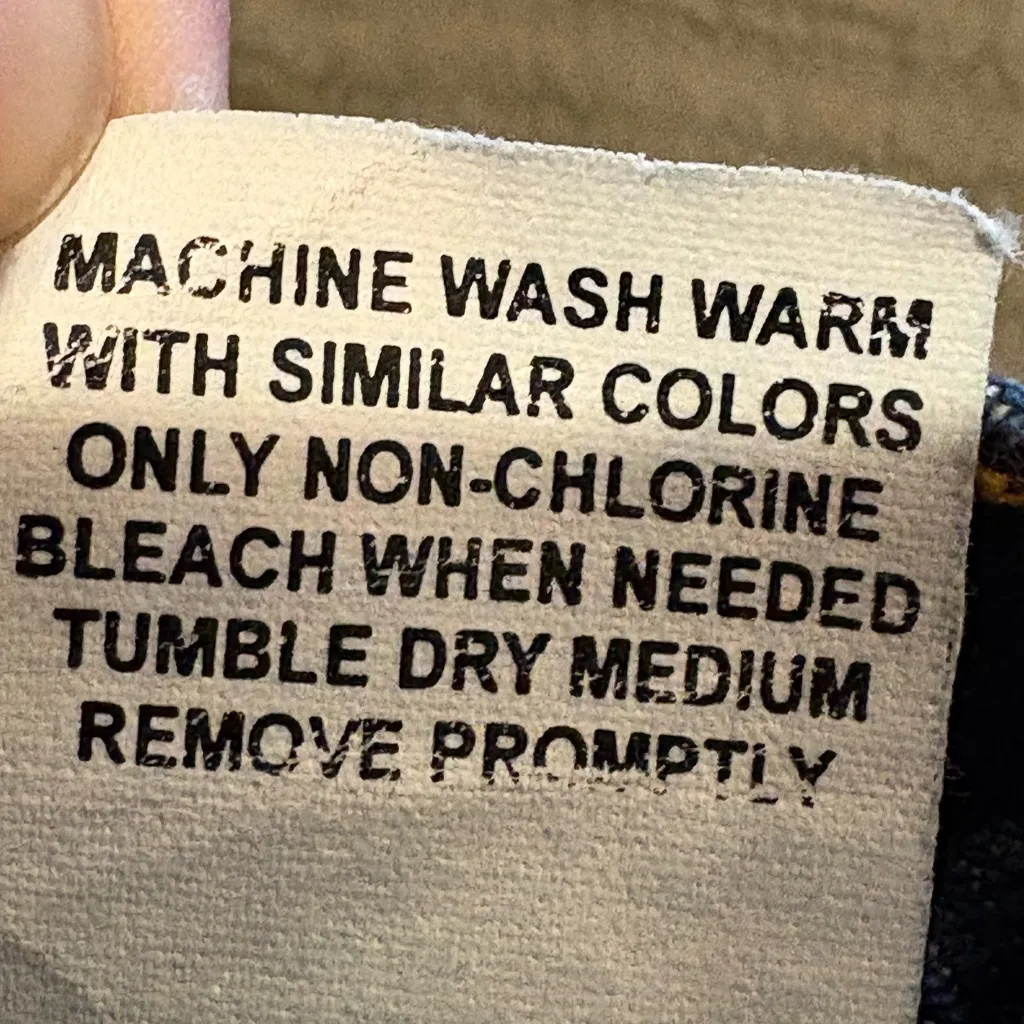 MACHINE WASH WARM
WITH SIMILAR COLORS
ONLY NON-CHLORINE
BLEACH WHEN NEEDED
TUMBLE DRY MEDIUM
REMOVE PROMPTLY